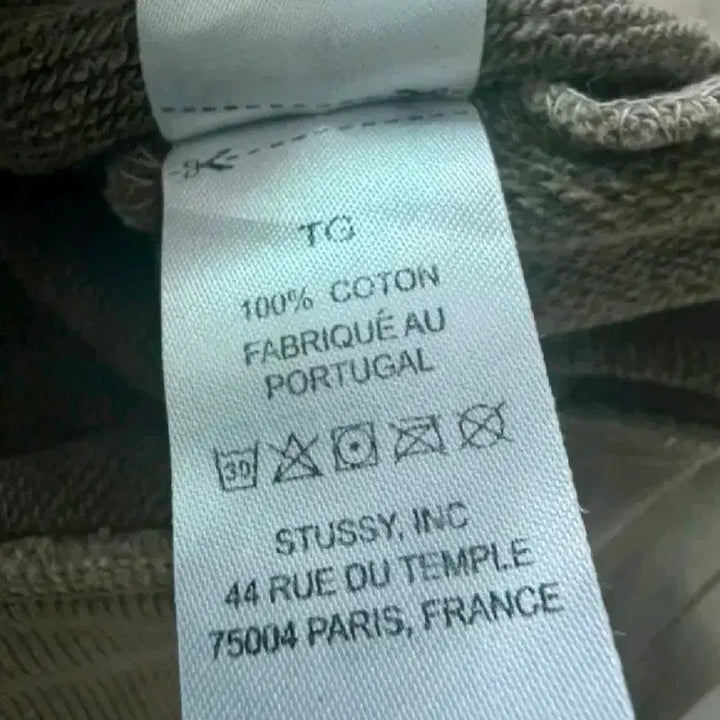 TG
100% COTON
FABRIQUÉ AU
PORTUGAL
30
STUSSY, INC
44 RUE DU TEMPLE
75004 PARIS, FRANCE